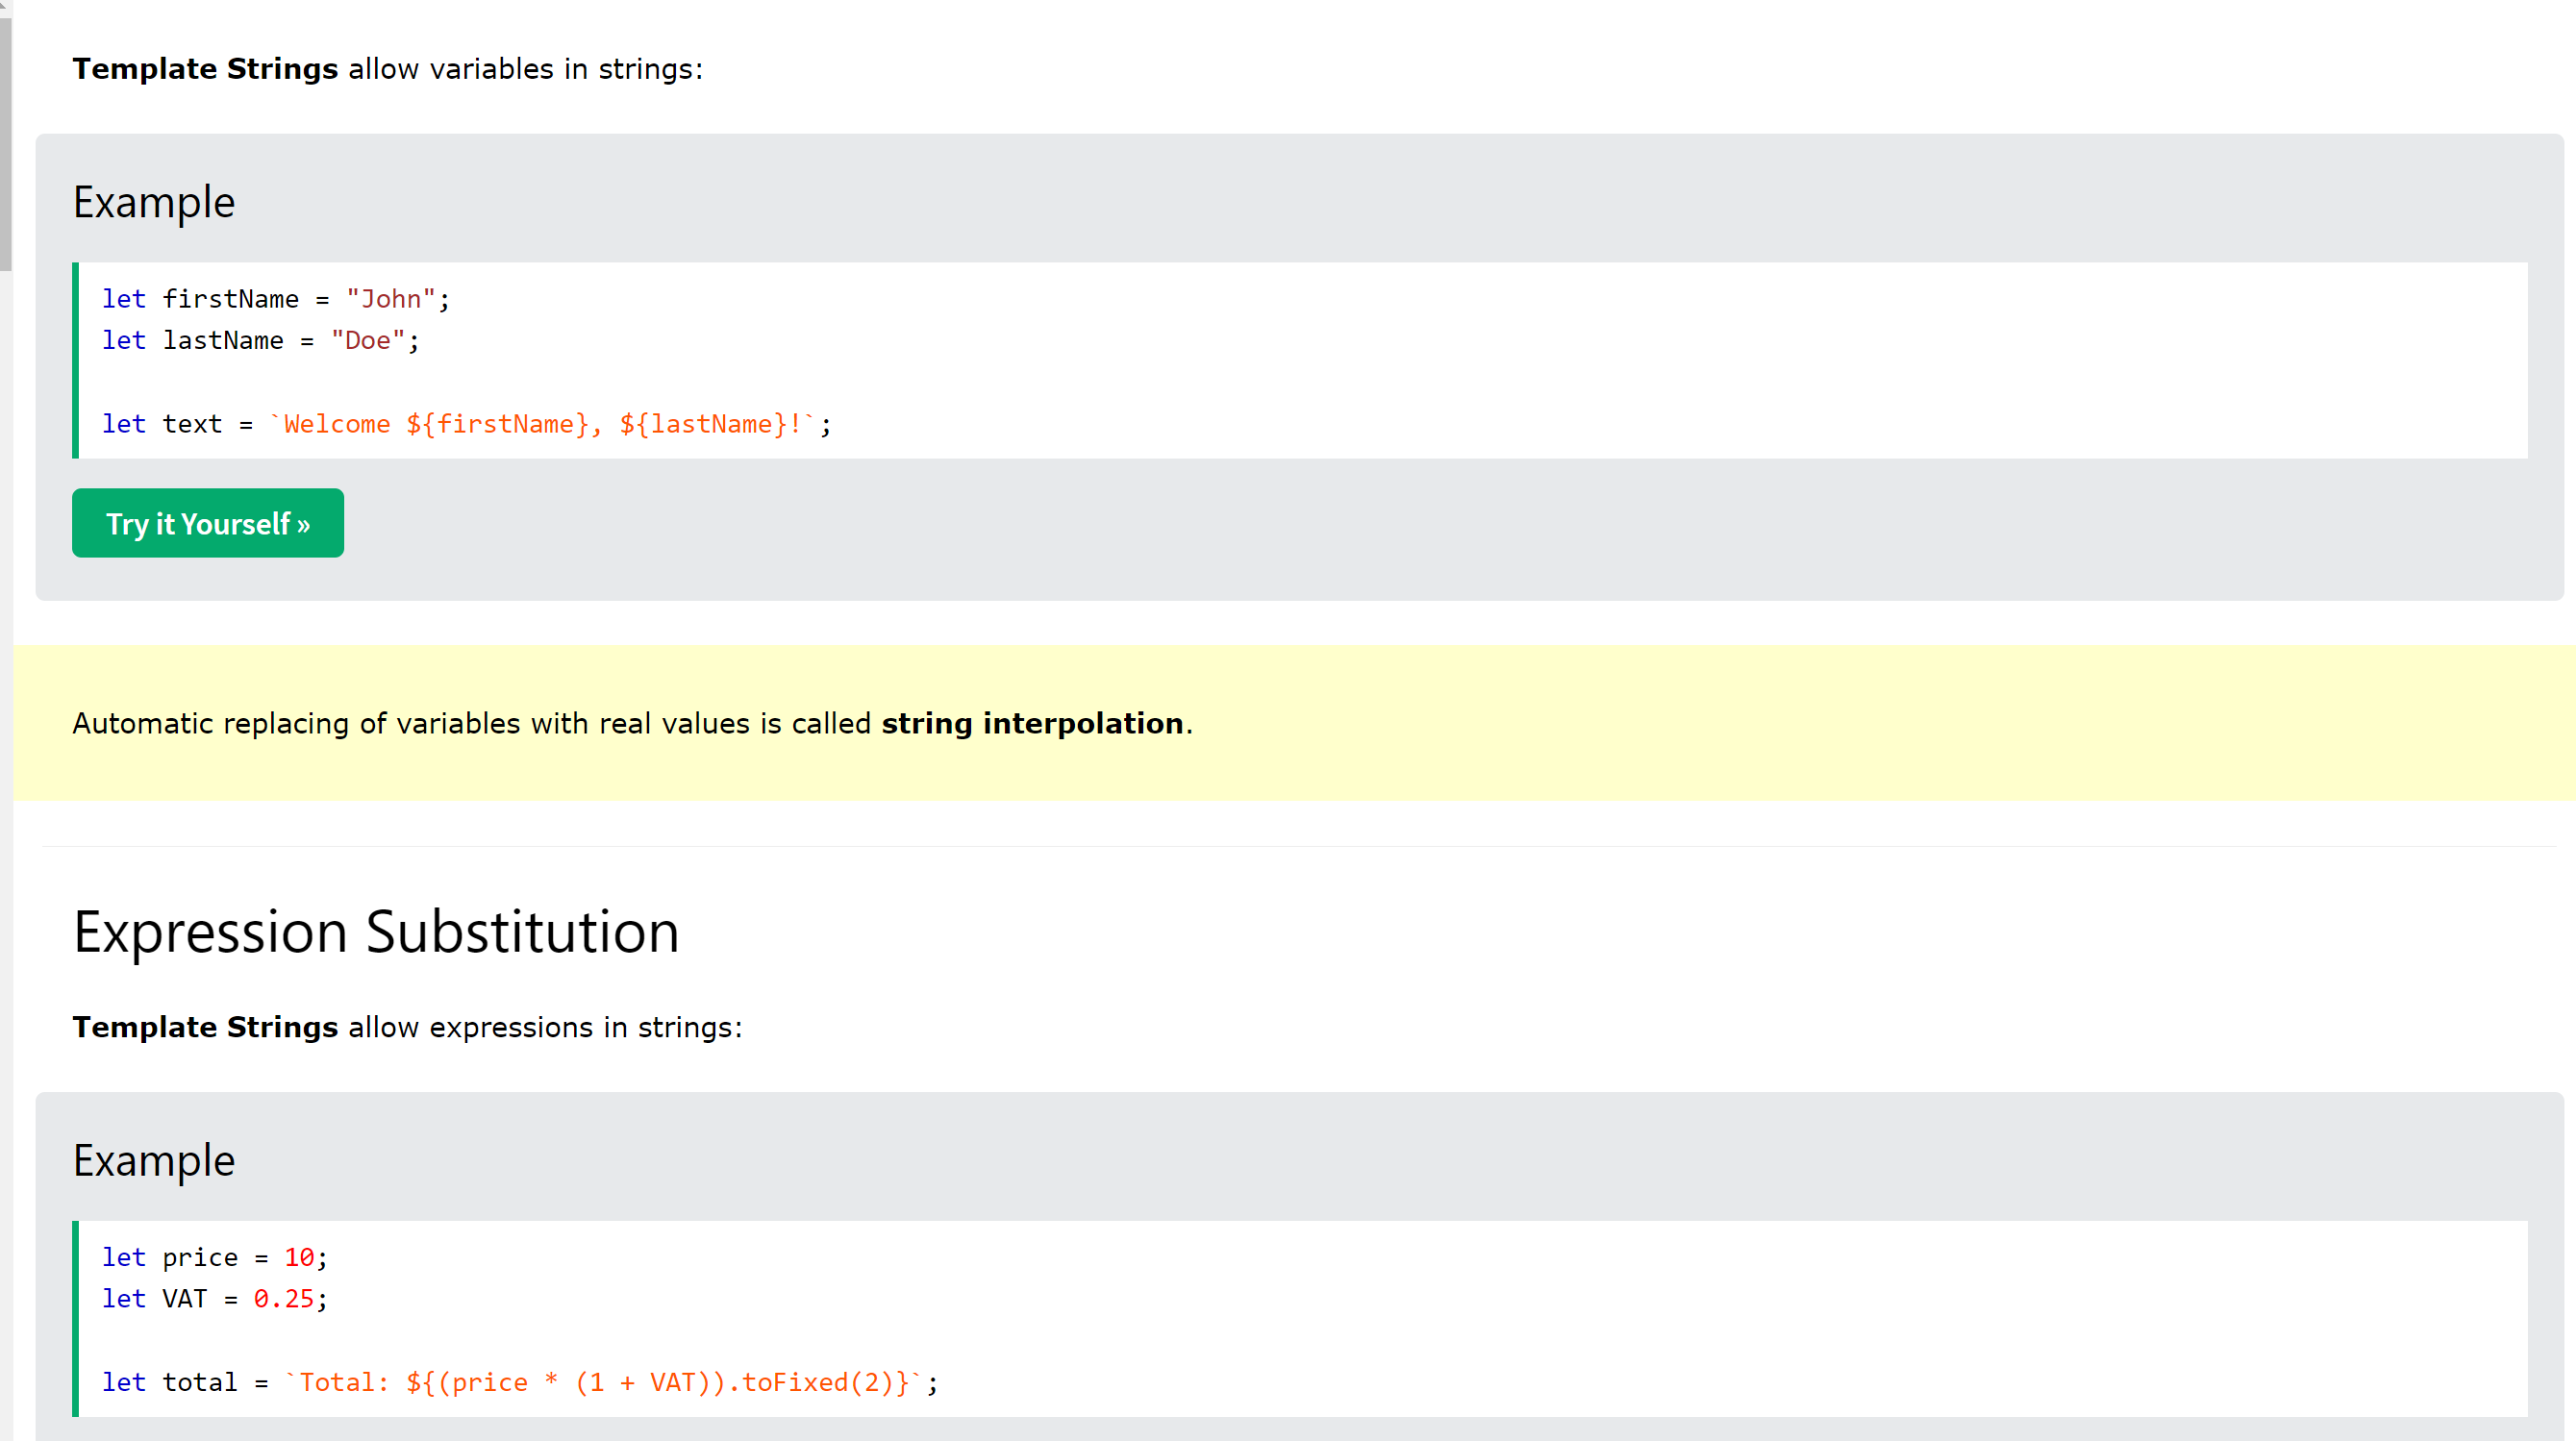 Template Strings allow variables in strings:
Example
let firstName = "John";
let lastName = "Doe";
let text = `Welcome ${firstName}, ${lastName}!`;
Try it Yourself »
Automatic replacing of variables with real values is called string interpolation.
Expression Substitution
Template Strings allow expressions in strings:
Example
let price = 10;
let VAT = 0.25;
let total = `Total: ${(price * (1 + VAT)).toFixed(2)}`;